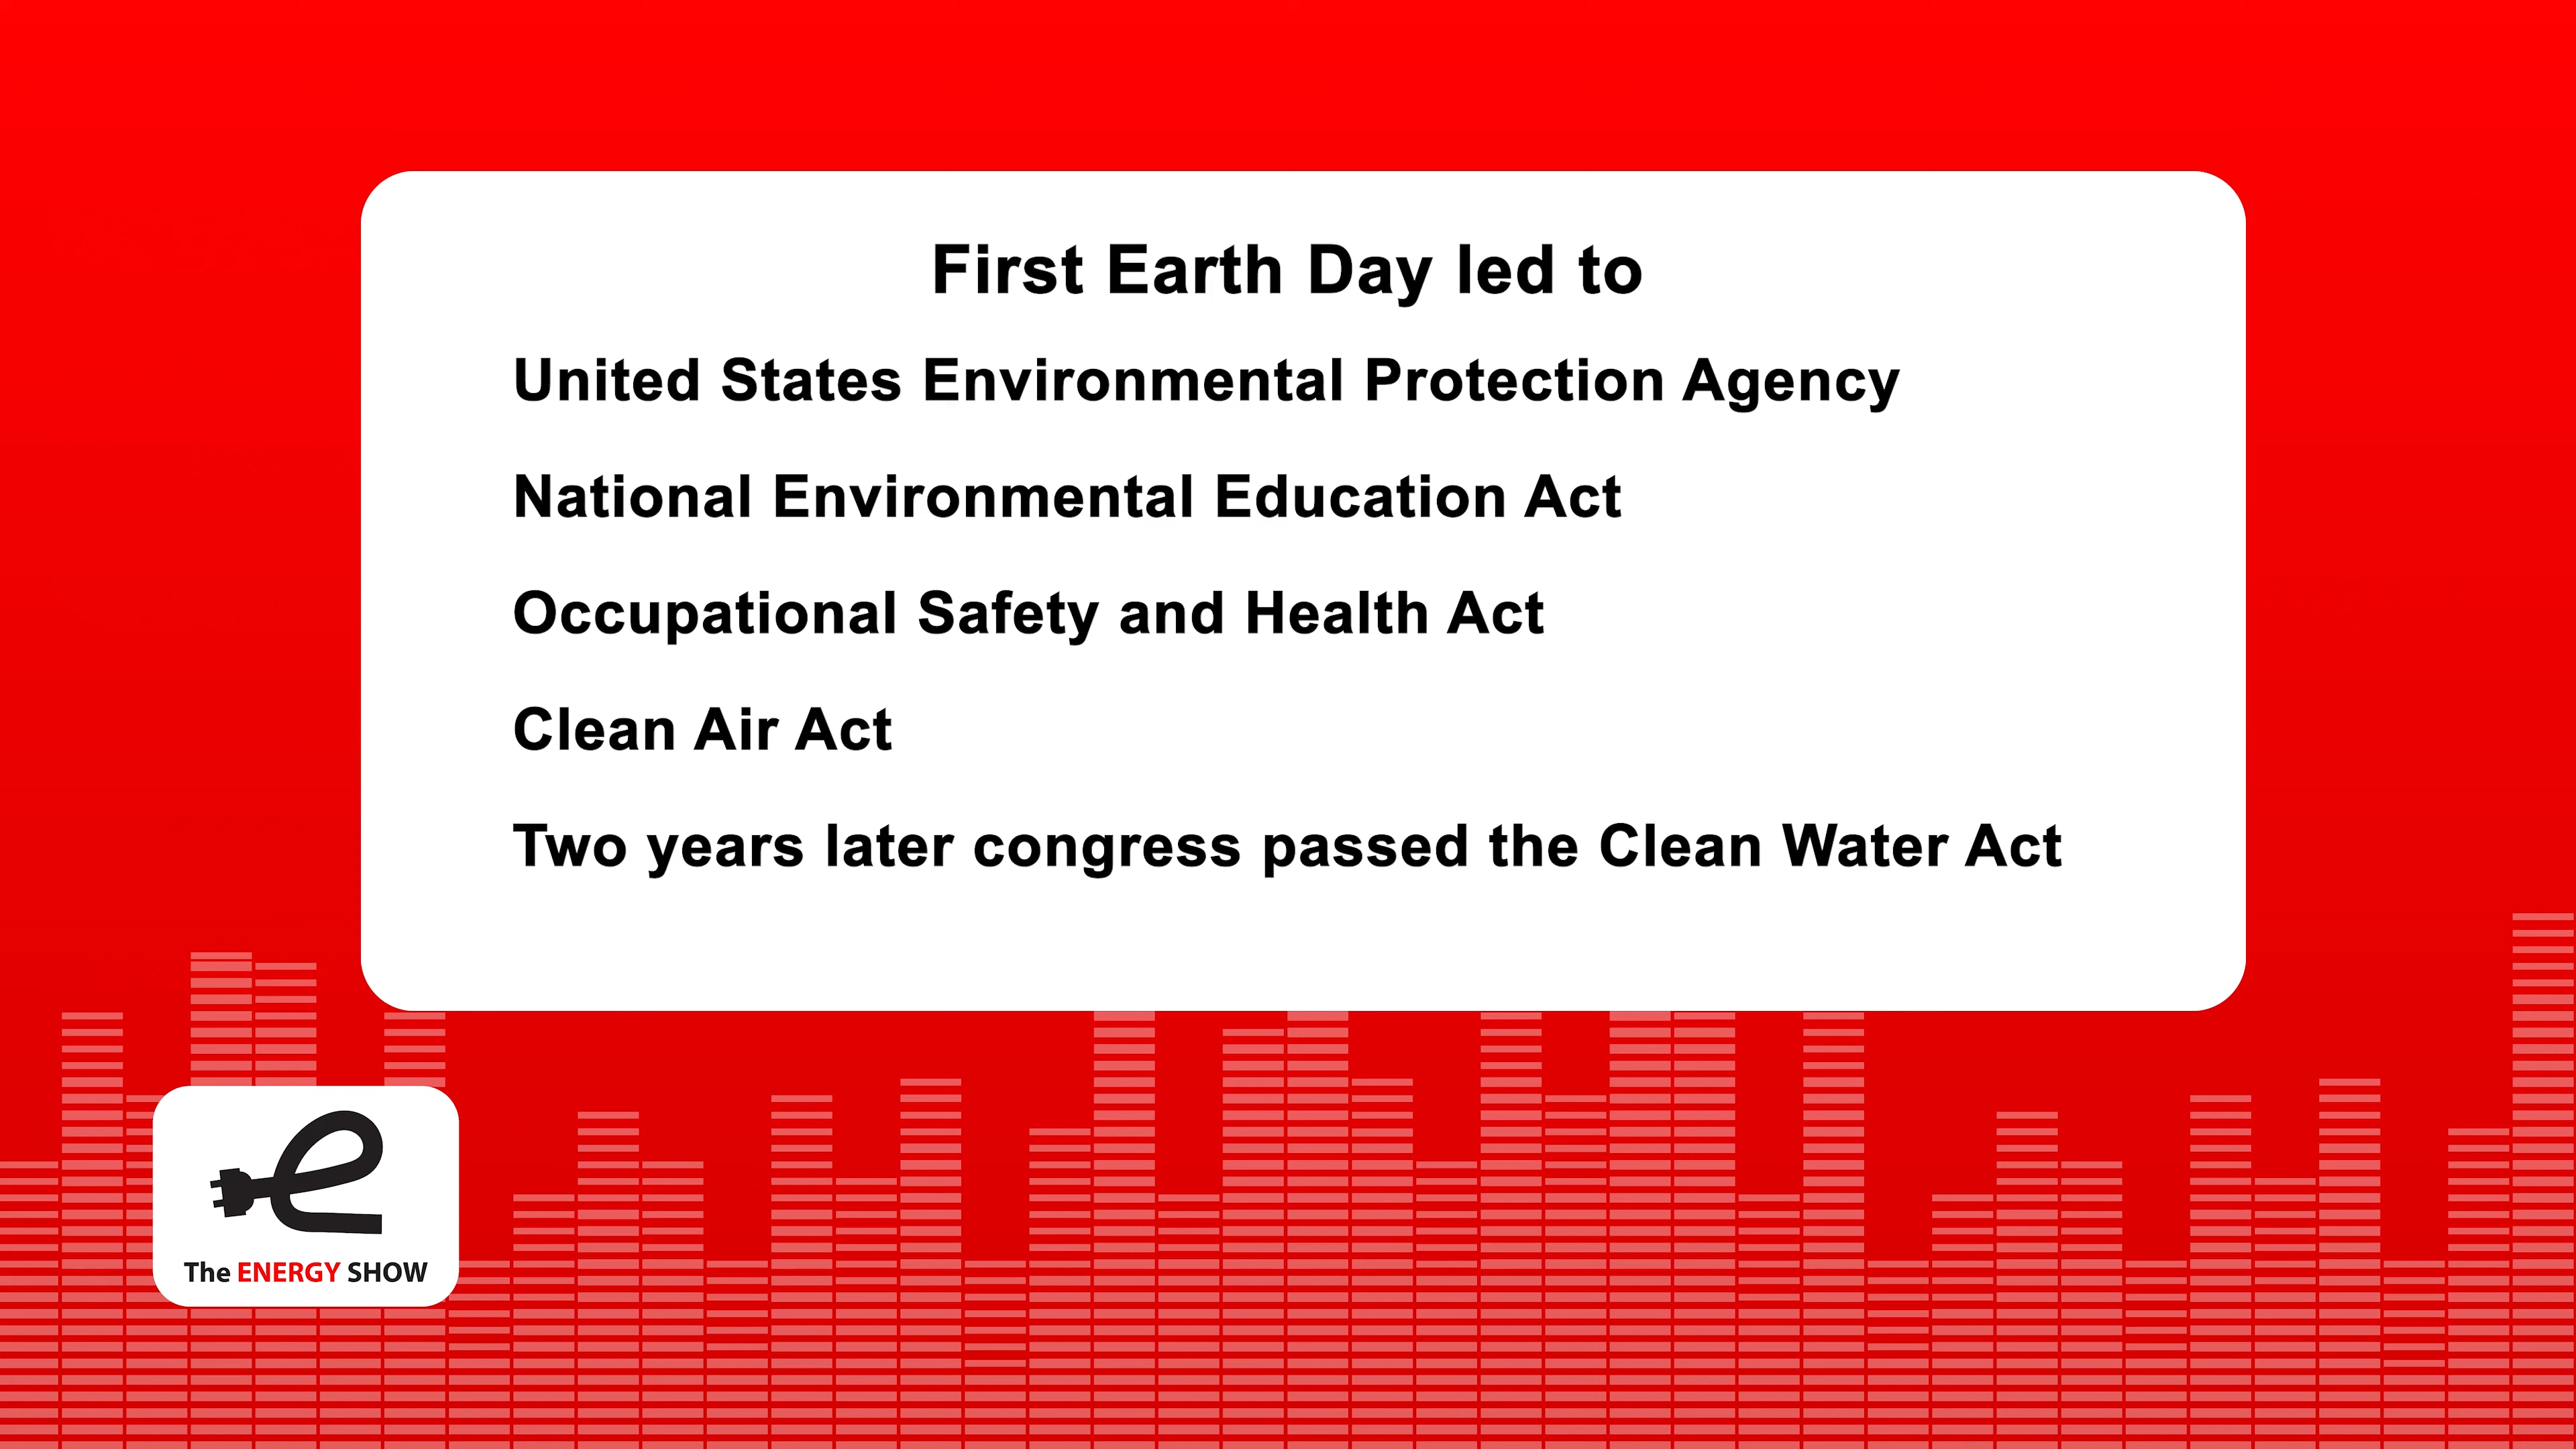 First Earth Day led to
United States Environmental Protection Agency
National Environmental Education Act
Occupational Safety and Health Act
Clean Air Act
Two years later congress passed the Clean Water Act
The ENERGY SHOW